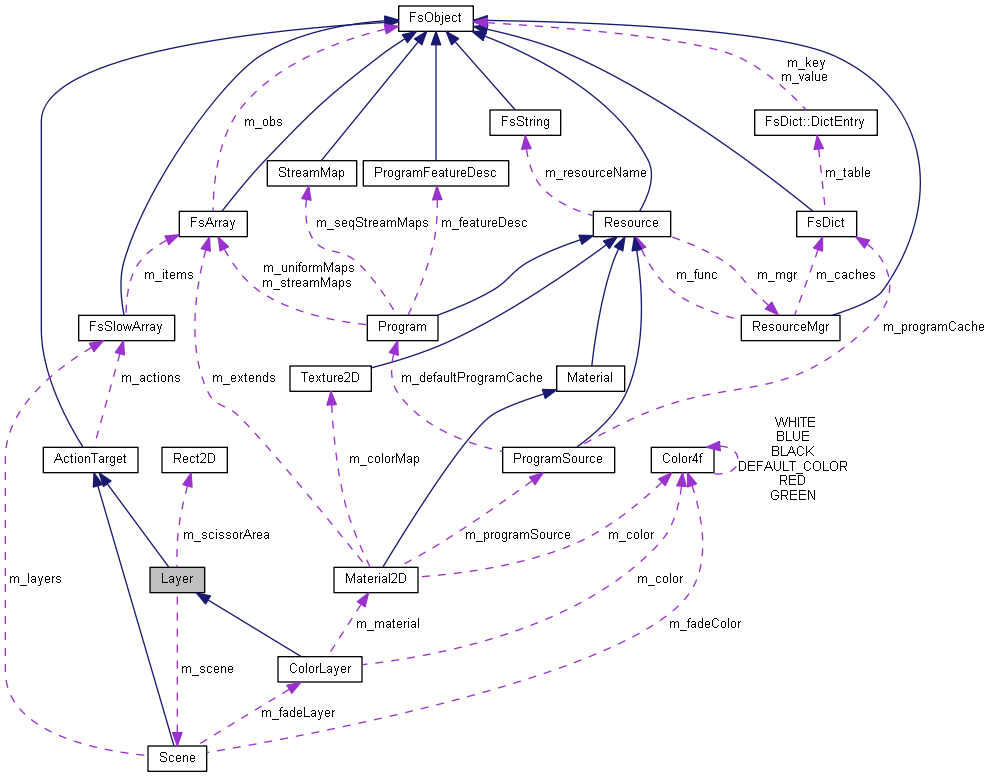 FsObject
m_key
m_value
m_obs
FsString
FsDict::DictEntry
StreamMap
ProgramFeatureDesc
m_resourceName
m_table
FsArray
m_seqStreamMaps
m_featureDesc
Resource
FsDict
m_items
m_uniformMaps
m_streamMaps
m_func
m_mgr
m_caches
FsSlowArray
Program
ResourceMgr
m_programCache
m_actions
m_extends
Texture2D
m_defaultProgramCache
Material
WHITE
BLUE
BLACK
DEFAULT_COLOR
RED
GREEN
ActionTarget
Rect2D
m_colorMap
ProgramSource
Color4f
m_scissorArea
m_programSource
m_color
m_layers
Layer
Material2D
m_color
m_material
m_fadeColor
m_scene
ColorLayer
m_fadeLayer
Scene